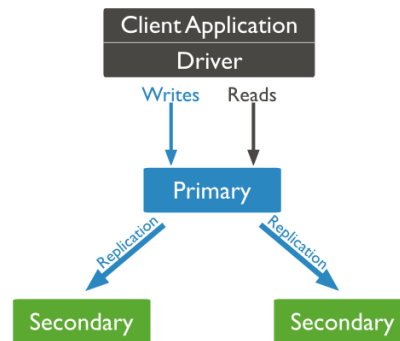 Client Application
Driver
Writes Reads
Primary
Replication Replication
Secondary Secondary